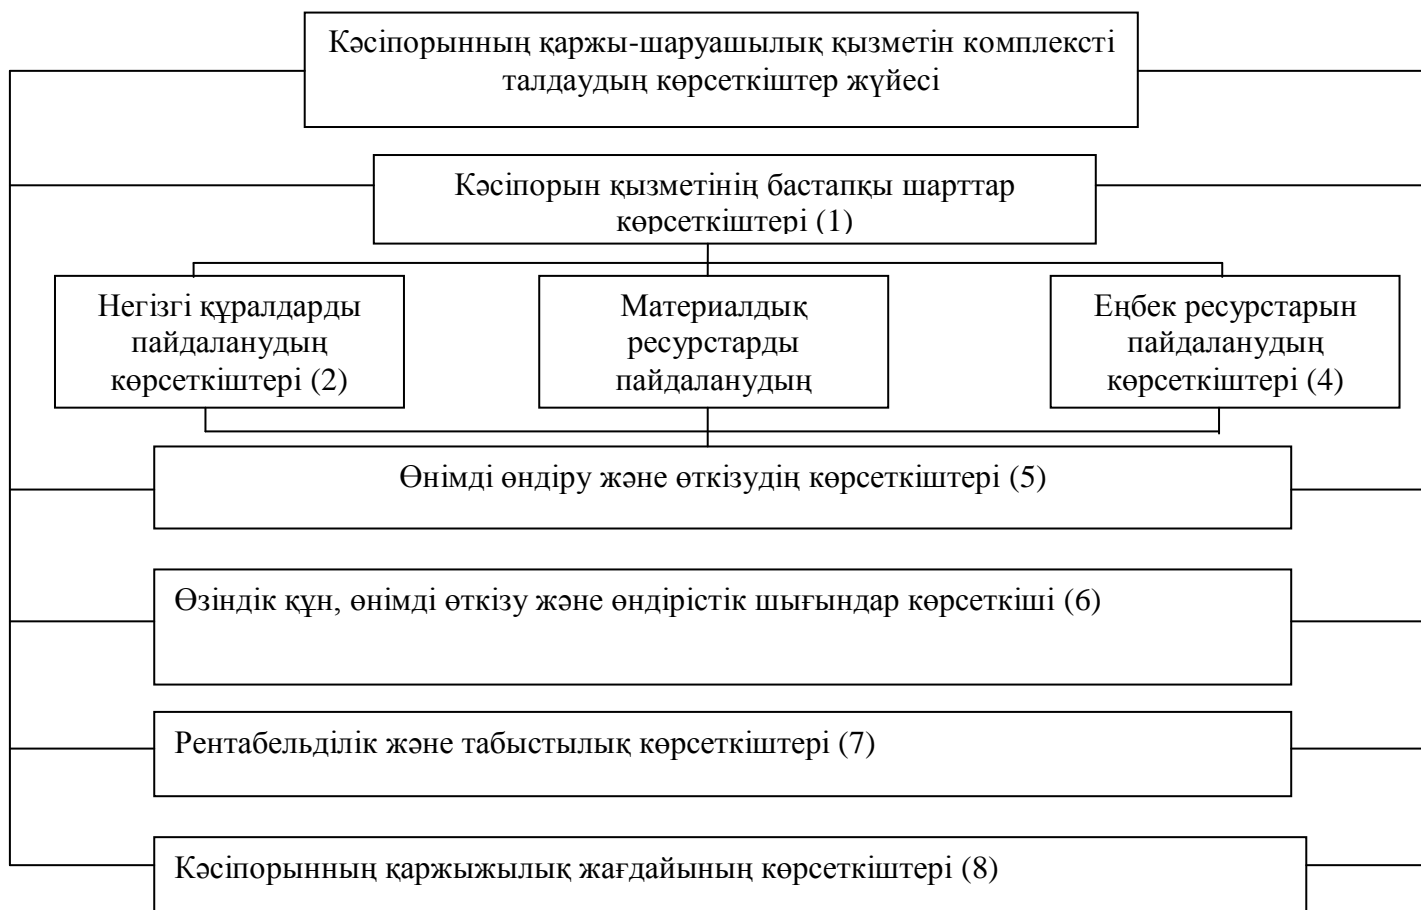 Кәсіпорынның қаржы-шаруашылық қызметін комплексті
талдаудың көрсеткіштер жүйесі
Кәсіпорын қызметінің бастапқы шарттар
көрсеткіштері (1)
Негізгі құралдарды
пайдаланудың
көрсеткіштері (2)
Материалдық
ресурстарды
пайдаланудың
Еңбек ресурстарын
пайдаланудың
көрсеткіштері (4)
Өнімді өндіру және өткізудің көрсеткіштері (5)
Өзіндік құн, өнімді өткізу және өндірістік шығындар көрсеткіші (6)
Рентабельділік және табыстылық көрсеткіштері (7)
Кәсіпорынның қаржыжылық жағдайының көрсеткіштері (8)